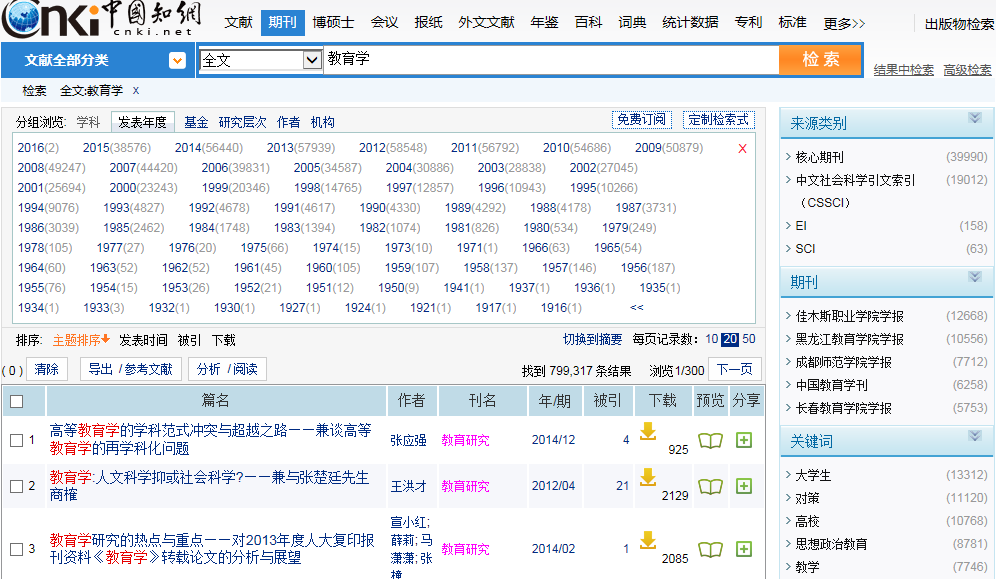 Cnki中国知网
cnki.net
文献 期刊 博硕士 会议 报纸 外文文献 年鉴 百科 词典 统计数据 专利 标准 更多>> 出版物检索
文献全部分类 全文 教育学 检 索 结果中检索 高级检索
检索 全文:教育学 x
分组浏览: 学科 发表年度 基金 研究层次 作者 机构 免费订阅 定制检索式
2016(2) 2015(38576) 2014(56440) 2013(57939) 2012(58548) 2011(56792) 2010(54686) 2009(50879) X
2008(49247) 2007(44420) 2006(39831) 2005(34587) 2004(30886) 2003(28838) 2002(27045)
2001(25694) 2000(23243) 1999(20346) 1998(14765) 1997(12857) 1996(10943) 1995(10266)
1994(9076) 1993(4827) 1992(4678) 1991(4617) 1990(4330) 1989(4292) 1988(4178) 1987(3731)
1986(3039) 1985(2462) 1984(1748) 1983(1394) 1982(1074) 1981(826) 1980(534) 1979(249)
1978(105) 1977(27) 1976(20) 1975(66) 1974(15) 1973(10) 1971(1) 1966(63) 1965(54)
1964(60) 1963(52) 1962(52) 1961(45) 1960(105) 1959(107) 1958(137) 1957(146) 1956(187)
1955(76) 1954(15) 1953(26) 1952(21) 1951(12) 1950(9) 1941(1) 1937(1) 1936(1) 1935(1)
1934(1) 1933(3) 1932(1) 1930(1) 1927(1) 1924(1) 1921(1) 1917(1) 1916(1) <<
排序: 主题排序 发表时间 被引 下载 切换到摘要 每页记录数: 10 20 50
(0) 清除 导出 /参考文献 分析 /阅读 找到 799,317 条结果 浏览1/300 下一页
篇名 作者 刊名 年/期 被引 下载 预览 分享
1 高等教育学的学科范式冲突与超越之路——兼谈高等
教育学的再学科化问题 张应强 教育研究 2014/12 4 925
2 教育学:人文科学抑或社会科学?——兼与张楚廷先生
商榷 王洪才 教育研究 2012/04 21 2129
3 教育学研究的热点与重点——对2013年度人大复印报
刊资料《教育学》转载论文的分析与展望 教育研究 2014/02 1 2085
宣小红;
薛莉; 马
潇潇; 张
橦
来源类别
核心期刊 (39990)
中文社会科学引文索引 (19012)
（CSSCI）
EI (158)
SCI (63)
期刊
佳木斯职业学院学报 (12668)
黑龙江教育学院学报 (10556)
成都师范学院学报 (7712)
中国教育学刊 (6258)
长春教育学院学报 (5753)
关键词
大学生 (13312)
对策 (11120)
高校 (10768)
思想政治教育 (8781)
教学 (7746)